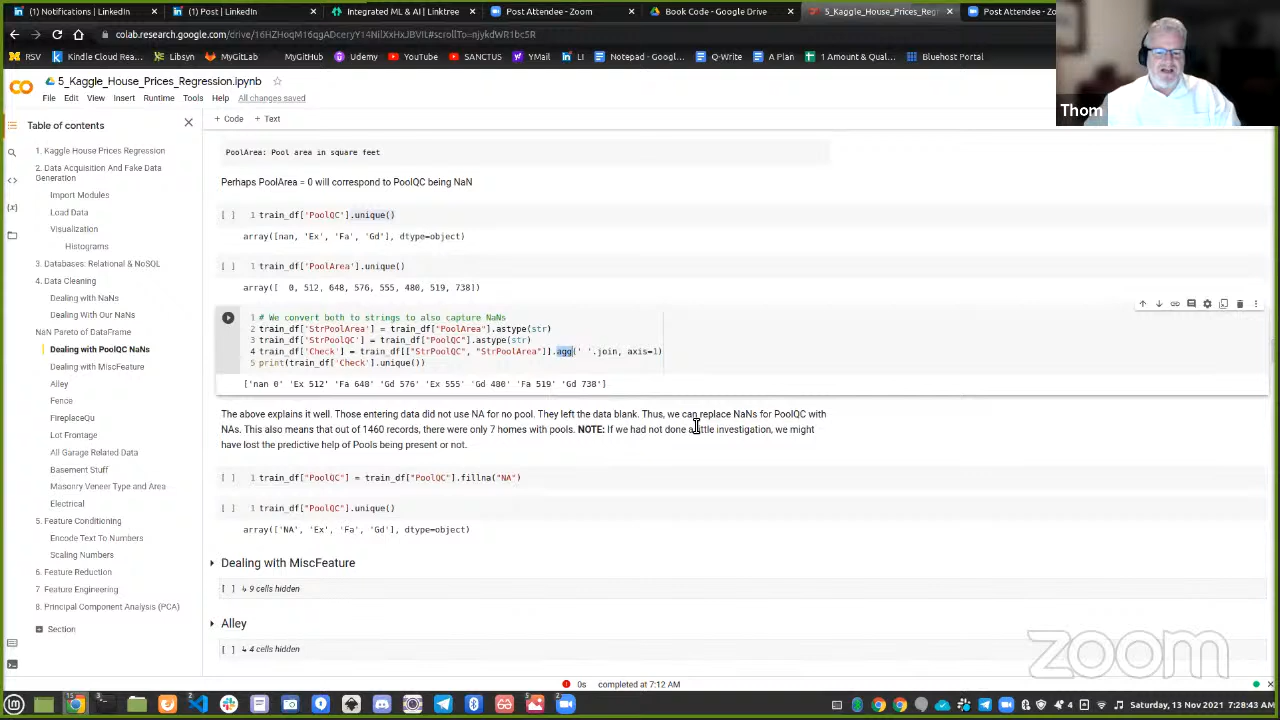 (1) Notifications | LinkedIn
(1) Post | LinkedIn
Integrated ML & AI | Linktree
Post Attendee - Zoom
Book Code - Google Drive
5_Kaggle_House_Prices_Regre
Post Attendee - Zoom
colab.research.google.com/drive/
RSV
Kindle Cloud Rea...
Libsyn
MyGitLab
MyGitHub
Udemy
YouTube
SANCTUS
YMail
LI
Notepad - Googl...
Q-Write
A Plan
1 Amount & Qual...
Bluehost Portal
Thom
5_Kaggle_House_Prices_Regression.ipynb
File Edit View Insert Runtime Tools Help All changes saved
+ Code + Text
Table of contents
1. Kaggle House Prices Regression
2. Data Acquisition And Fake Data
Generation
Import Modules
Load Data
Visualization
Histograms
3. Databases: Relational & NoSQL
4. Data Cleaning
Dealing with NaNs
Dealing With Our NaNs
NaN Pareto of DataFrame
Dealing with PoolQC NaNs
Dealing with MiscFeature
Alley
Fence
FireplaceQu
Lot Frontage
All Garage Related Data
Basement Stuff
Masonry Veneer Type and Area
Electrical
5. Feature Conditioning
Encode Text To Numbers
Scaling Numbers
6. Feature Reduction
7 Feature Engineering
8. Principal Component Analysis (PCA)
Section
PoolArea: Pool area in square feet
Perhaps PoolArea = 0 will correspond to PoolQC being NaN
[ ] 1 train_df['PoolQC'].unique()
array([nan, 'Ex', 'Fa', 'Gd'], dtype=object)
[ ] 1 train_df['PoolArea'].unique()
array([ 0, 512, 648, 576, 555, 480, 519, 738])
1 # We convert both to strings to also capture NaNs
2 train_df['StrPoolArea'] = train_df["PoolArea"].astype(str)
3 train_df['StrPoolQC'] = train_df["PoolQC"].astype(str)
4 train_df['Check'] = train_df[["StrPoolQC", "StrPoolArea"]].agg(' '.join, axis=1)
5 print(train_df['Check'].unique())
['nan 0' 'Ex 512' 'Fa 648' 'Gd 576' 'Ex 555' 'Gd 480' 'Fa 519' 'Gd 738']
The above explains it well. Those entering data did not use NA for no pool. They left the data blank. Thus, we can replace NaNs for PoolQC with
NAs. This also means that out of 1460 records, there were only 7 homes with pools. NOTE: If we had not done a little investigation, we might
have lost the predictive help of Pools being present or not.
[ ] 1 train_df["PoolQC"] = train_df["PoolQC"].fillna("NA")
[ ] 1 train_df["PoolQC"].unique()
array(['NA', 'Ex', 'Fa', 'Gd'], dtype=object)
Dealing with MiscFeature
[ ] ↳ 9 cells hidden
Alley
[ ] ↳ 4 cells hidden
zoom
0s completed at 7:12 AM
Saturday, 13 Nov 2021 7:28:43 AM